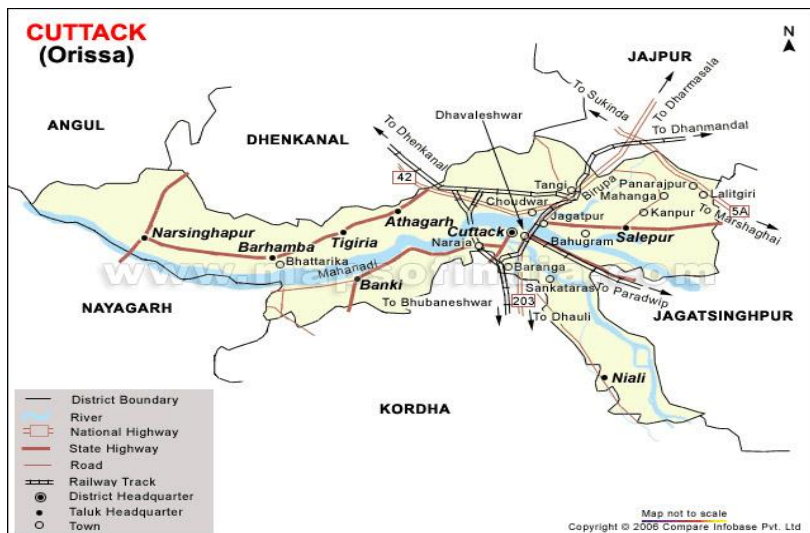 CUTTACK
(Orissa)
N
JAJPUR
ANGUL
DHENKANAL
Dhavaleshwar
To Sukinda
To Dharmasala
To Dhanmandal
To Dhenkanal
42
Tangi
Birupa
Panarajpur
Mahanga
Lalitgiri
Choudwar
Kanpur
5A
To Marshaghai
Athagarh
Jagatpur
Narsinghapur
Tigiria
Cuttack
Salepur
Barhamba
Naraja
Bahugram
Bhattarika
Mahanadi
Baranga
www.mapsofindia.com
Banki
Sankataras
To Paradwip
NAYAGARH
To Bhubaneshwar
203
To Dhauli
JAGATSINGHPUR
Niali
KORDHA
District Boundary
River
National Highway
State Highway
Road
Railway Track
District Headquarter
Taluk Headquarter
Town
Map not to scale
Copyright © 2006 Compare Infobase Pvt. Ltd